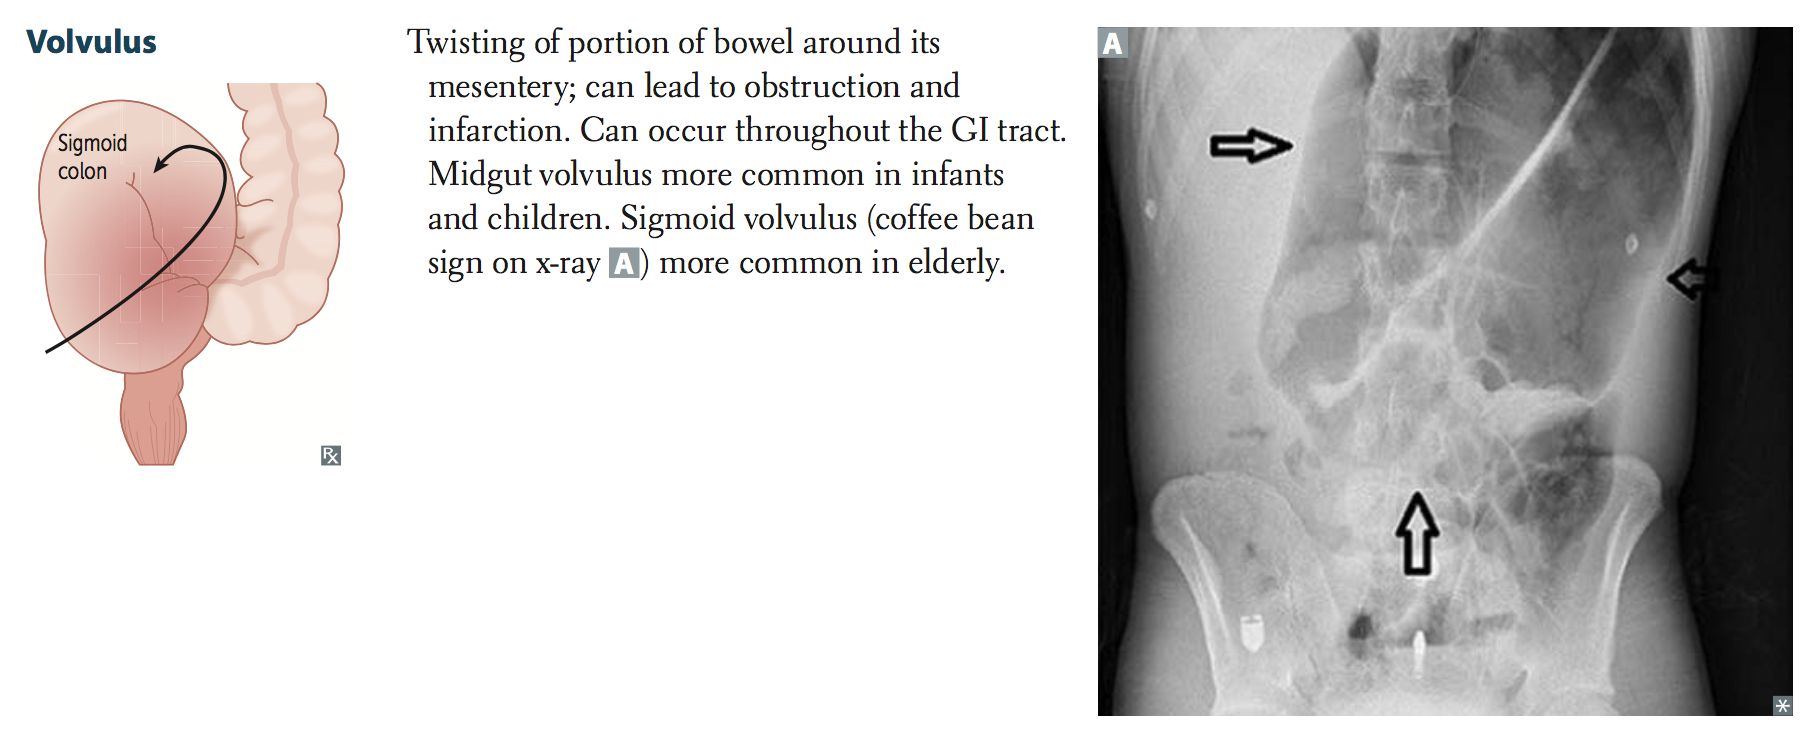 Volvulus
Sigmoid
colon
℞
Twisting of portion of bowel around its
mesentery; can lead to obstruction and
infarction. Can occur throughout the GI tract.
Midgut volvulus more common in infants
and children. Sigmoid volvulus (coffee bean
sign on x-ray A) more common in elderly.
A
*